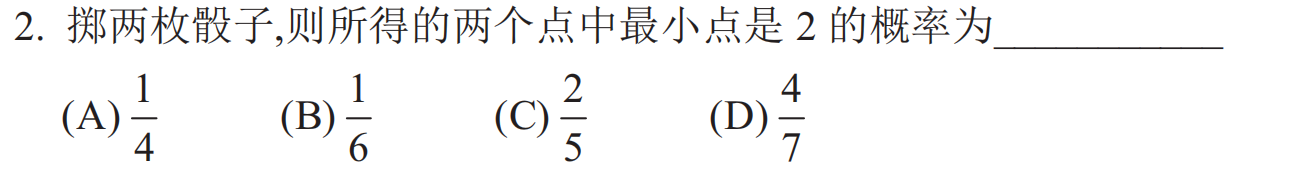 2. 掷两枚骰子,则所得的两个点中最小点是 2 的概率为___________
(A) 1/4 (B) 1/6 (C) 2/5 (D) 4/7